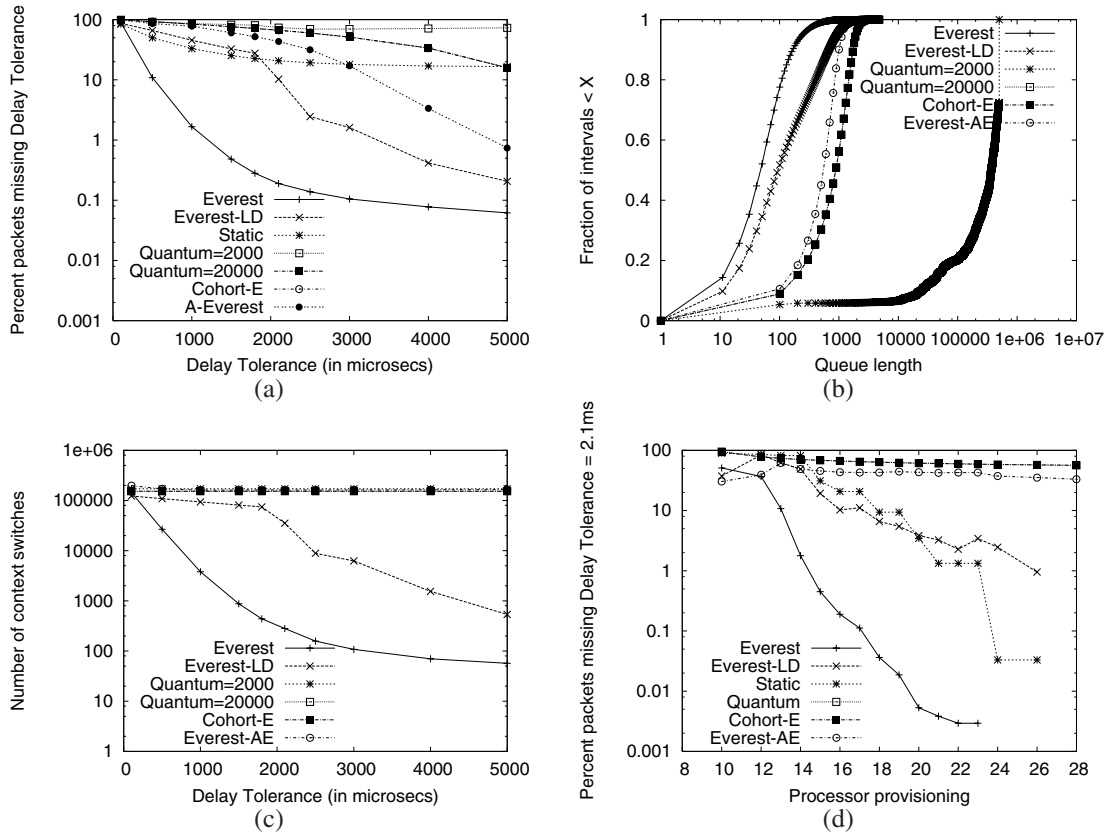 Percent packets missing Delay Tolerance
100
10
1
0.1
0.01
0.001
Everest
Everest-LD
Static
Quantum=2000
Quantum=20000
Cohort-E
A-Everest
0 1000 2000 3000 4000 5000
Delay Tolerance (in microsecs)
(a)
Fraction of intervals < X
1
0.8
0.6
0.4
0.2
0
Everest
Everest-LD
Quantum=2000
Quantum=20000
Cohort-E
Everest-AE
1 10 100 1000 10000 100000 1e+06 1e+07
Queue length
(b)
Number of context switches
1e+06
100000
10000
1000
100
10
1
Everest
Everest-LD
Quantum=2000
Quantum=20000
Cohort-E
Everest-AE
0 1000 2000 3000 4000 5000
Delay Tolerance (in microsecs)
(c)
Percent packets missing Delay Tolerance = 2.1ms
100
10
1
0.1
0.01
0.001
Everest
Everest-LD
Static
Quantum
Cohort-E
Everest-AE
8 10 12 14 16 18 20 22 24 26 28
Processor provisioning
(d)